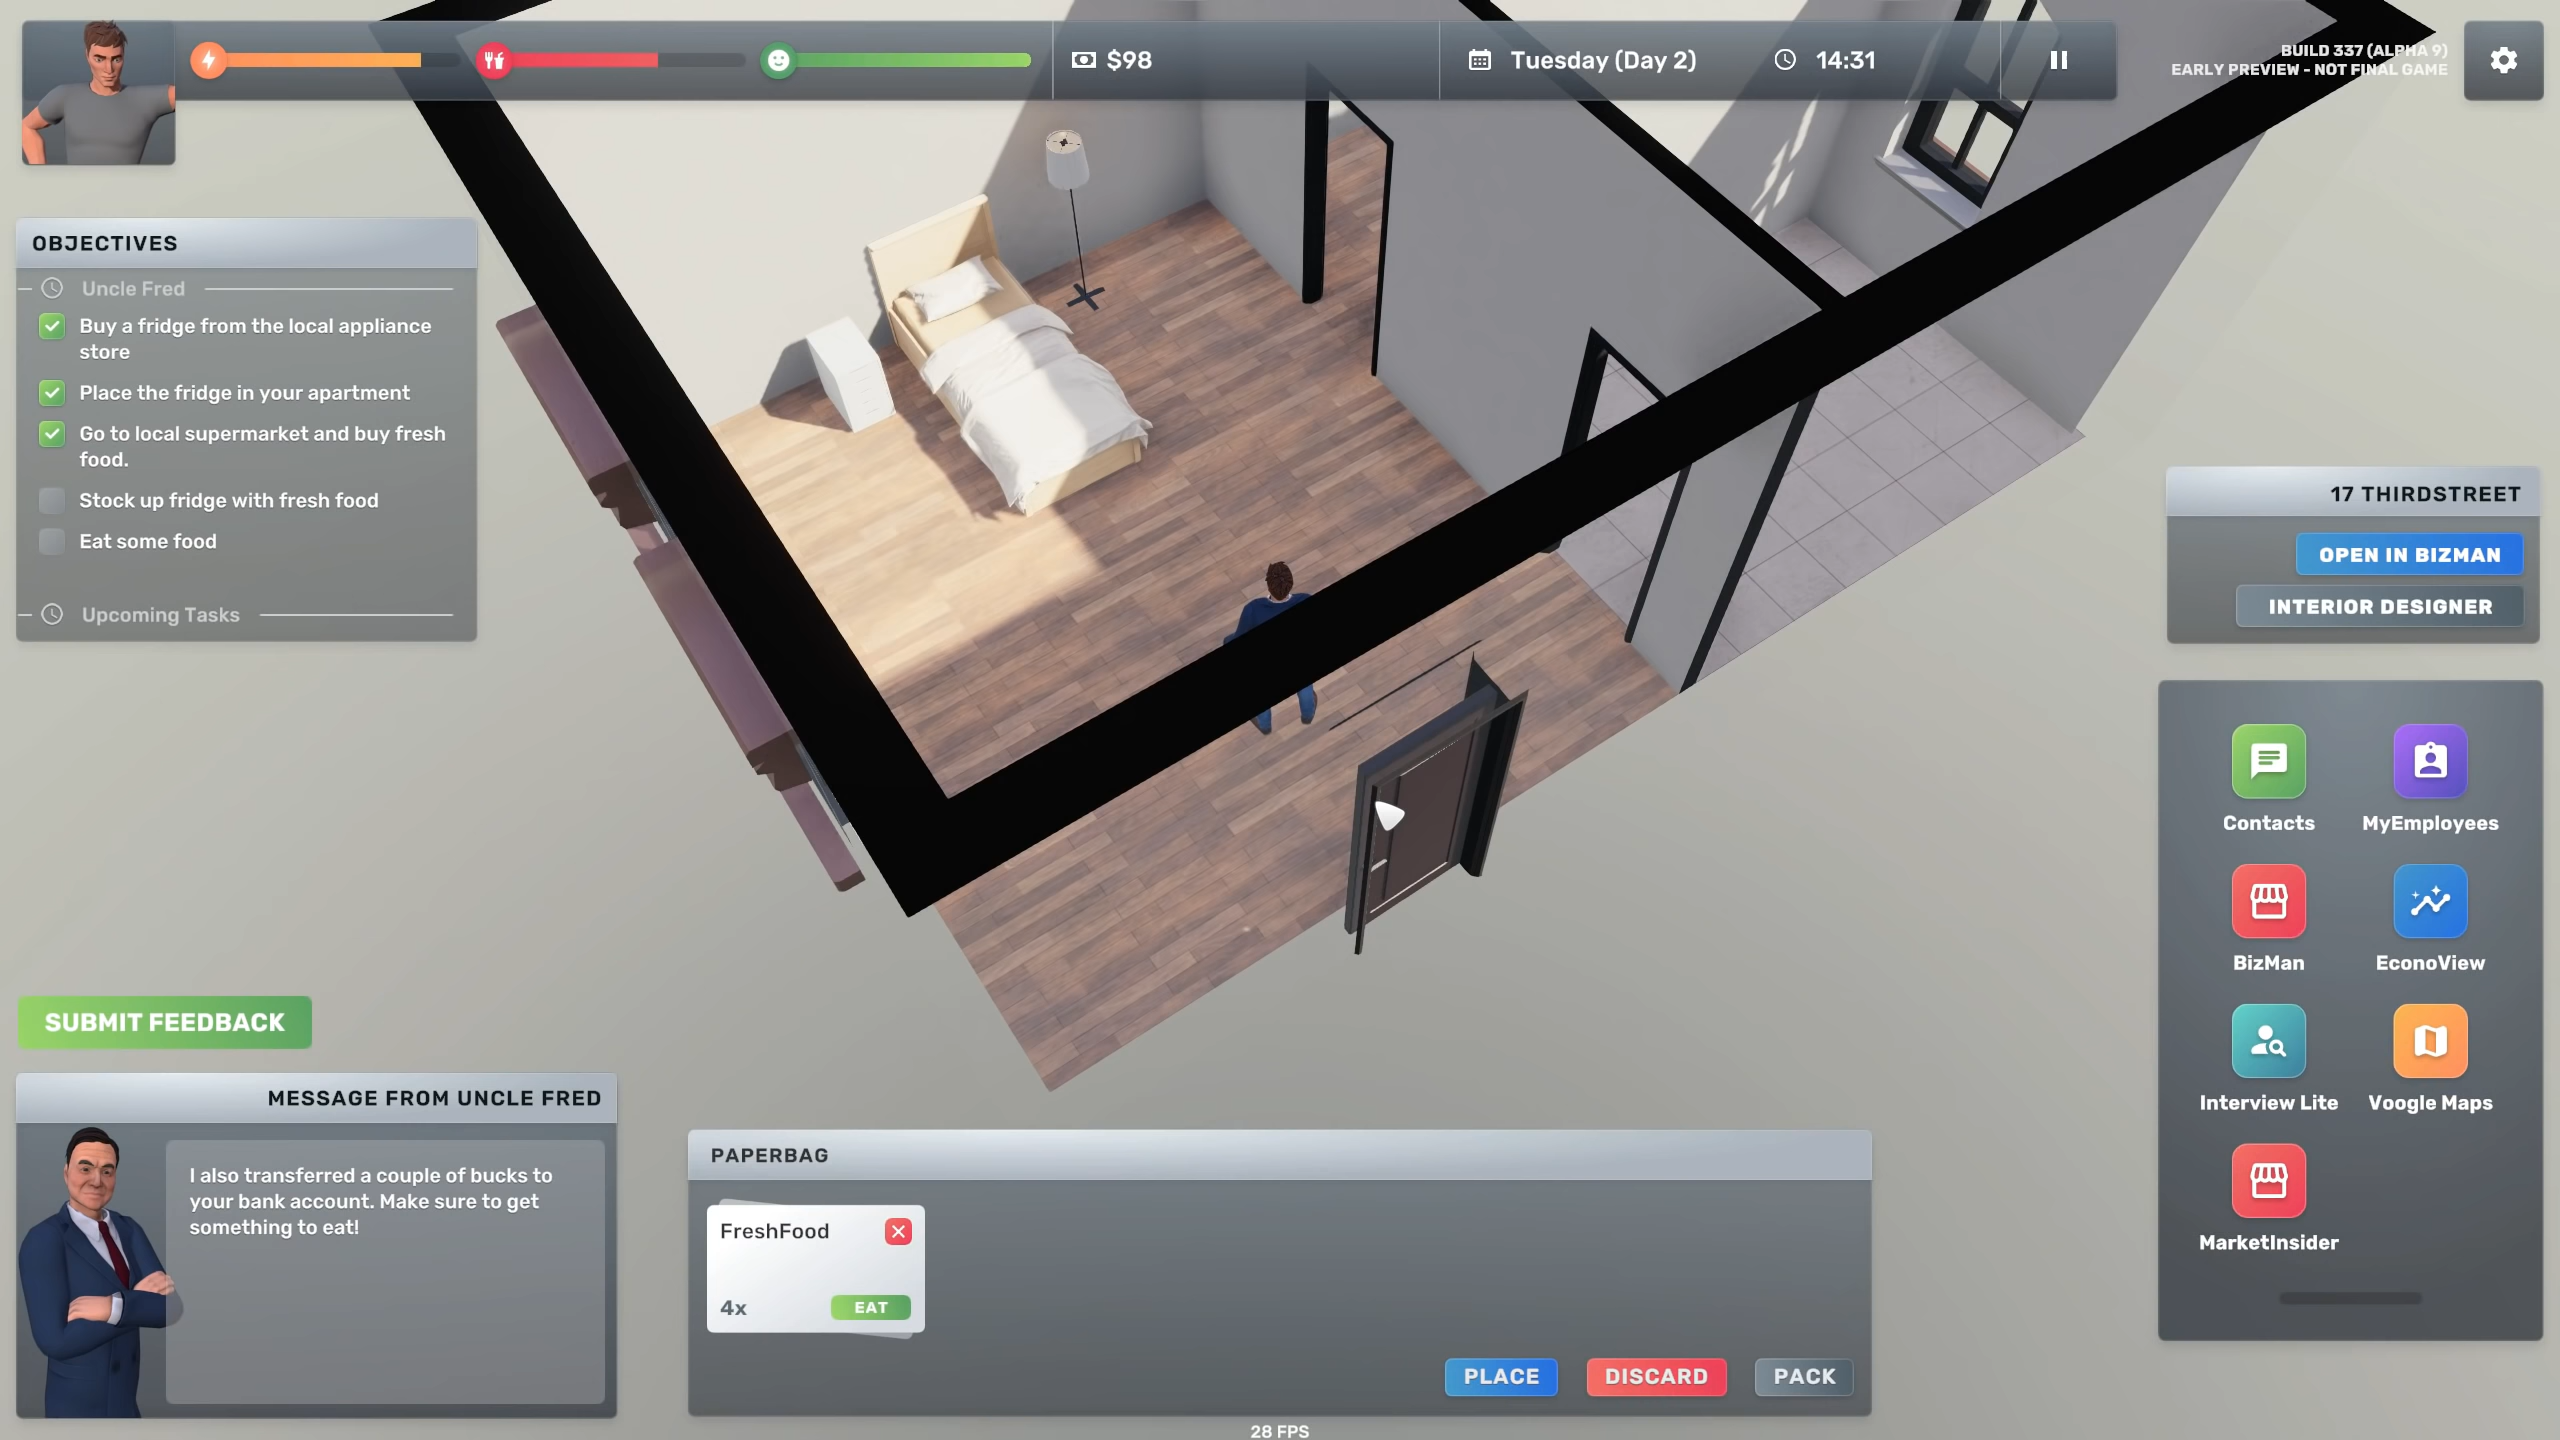 $98
Tuesday (Day 2)
14:31
BUILD 337 (ALPHA 9)
EARLY PREVIEW - NOT FINAL GAME
OBJECTIVES
Uncle Fred
Buy a fridge from the local appliance
store
Place the fridge in your apartment
Go to local supermarket and buy fresh
food.
Stock up fridge with fresh food
Eat some food
Upcoming Tasks
17 THIRDSTREET
OPEN IN BIZMAN
INTERIOR DESIGNER
Contacts
MyEmployees
BizMan
EconoView
Interview Lite
Voogle Maps
MarketInsider
SUBMIT FEEDBACK
MESSAGE FROM UNCLE FRED
I also transferred a couple of bucks to
your bank account. Make sure to get
something to eat!
PAPERBAG
FreshFood
4x
EAT
PLACE
DISCARD
PACK
28 FPS